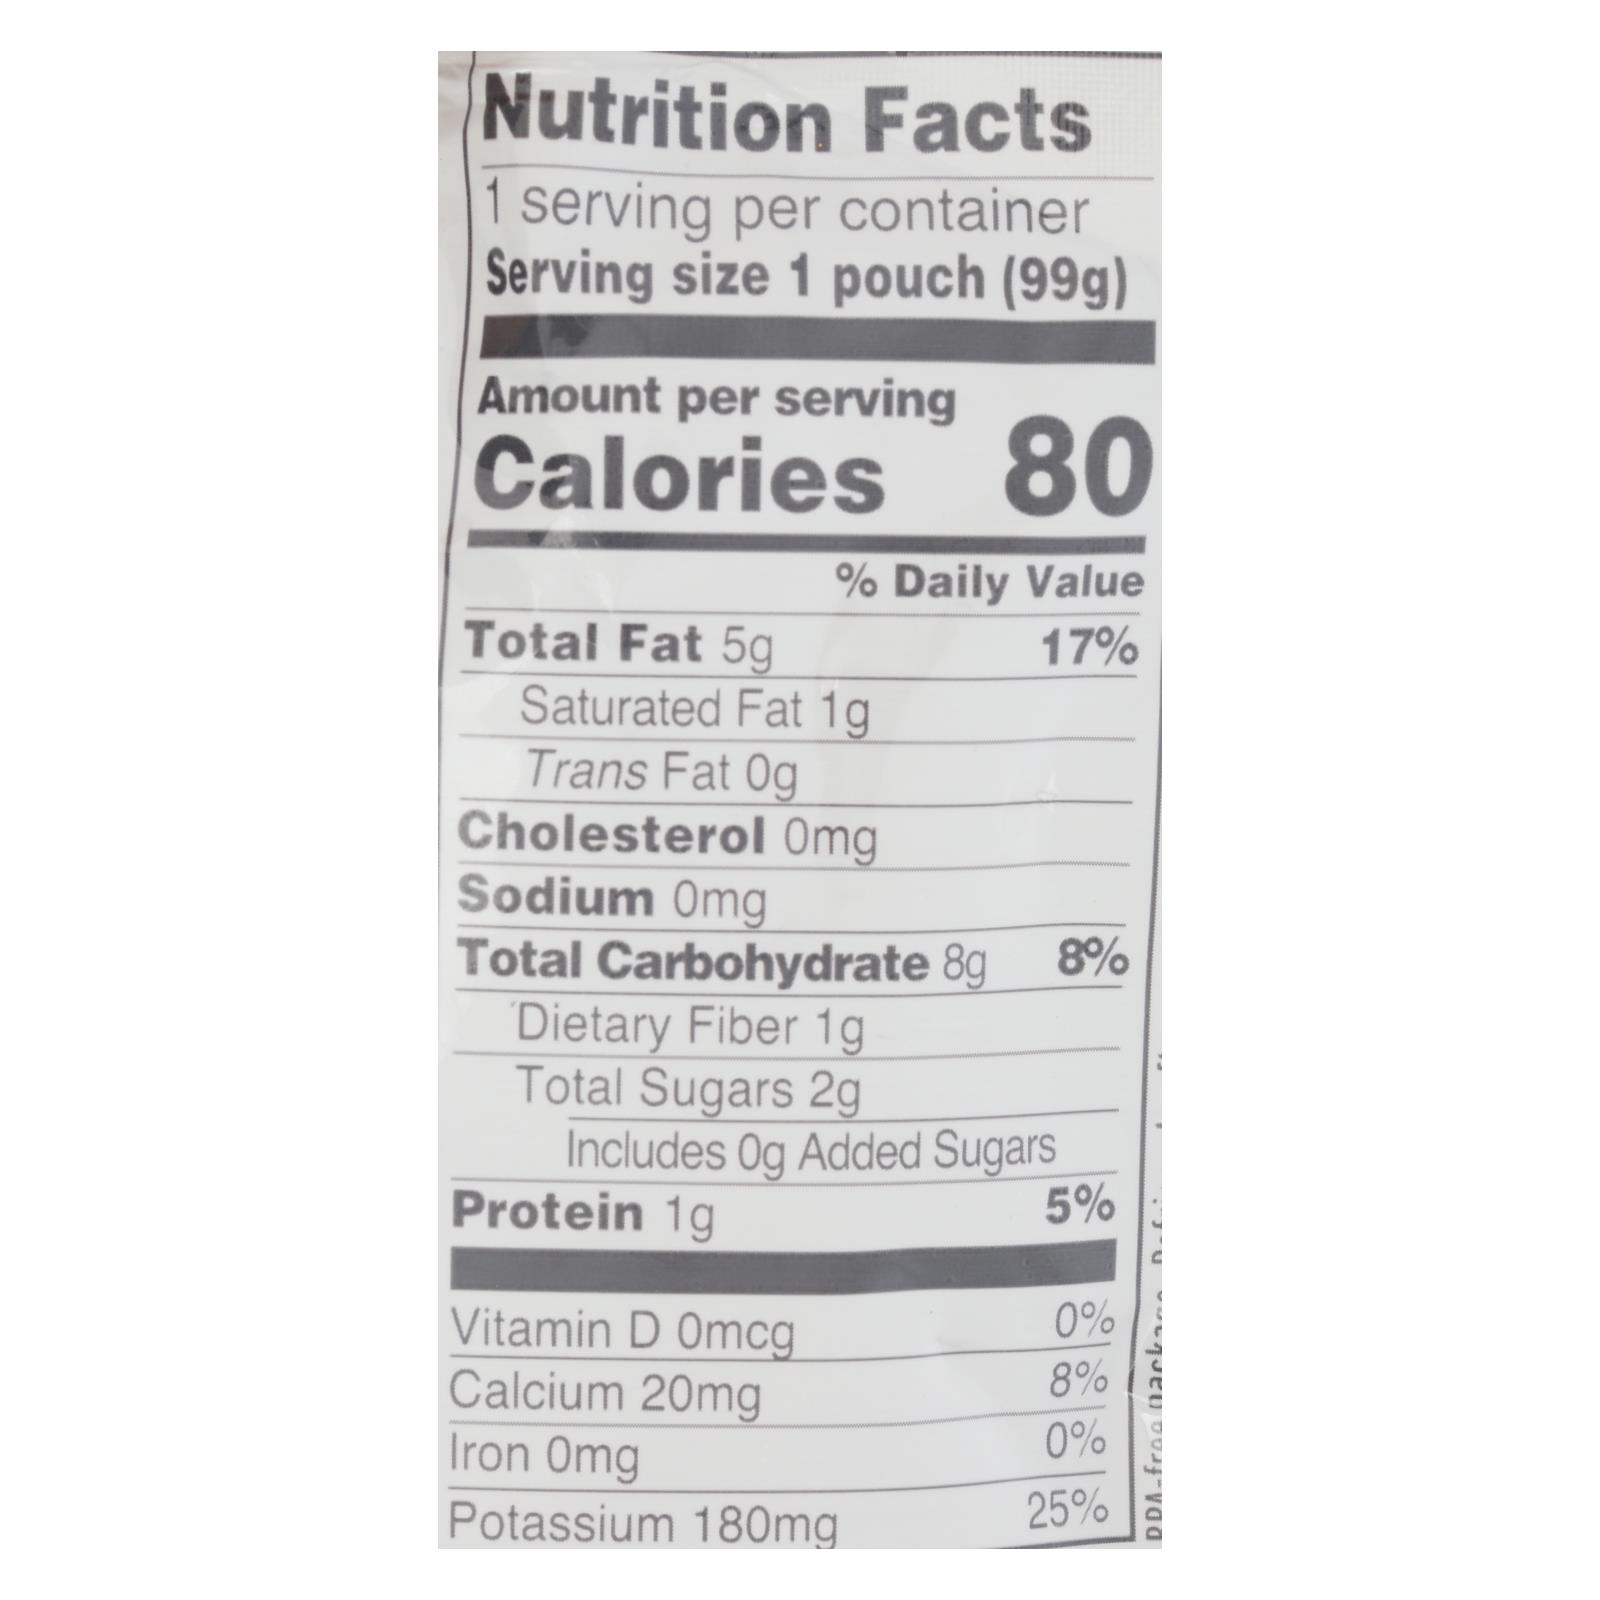 Nutrition Facts
1 serving per container
Serving size 1 pouch (99g)
Amount per serving
Calories 80
% Daily Value
Total Fat 5g 17%
Saturated Fat 1g
Trans Fat 0g
Cholesterol 0mg
Sodium 0mg
Total Carbohydrate 8g 8%
Dietary Fiber 1g
Total Sugars 2g
Includes 0g Added Sugars
Protein 1g 5%
Vitamin D 0mcg 0%
Calcium 20mg 8%
Iron 0mg 0%
Potassium 180mg 25%